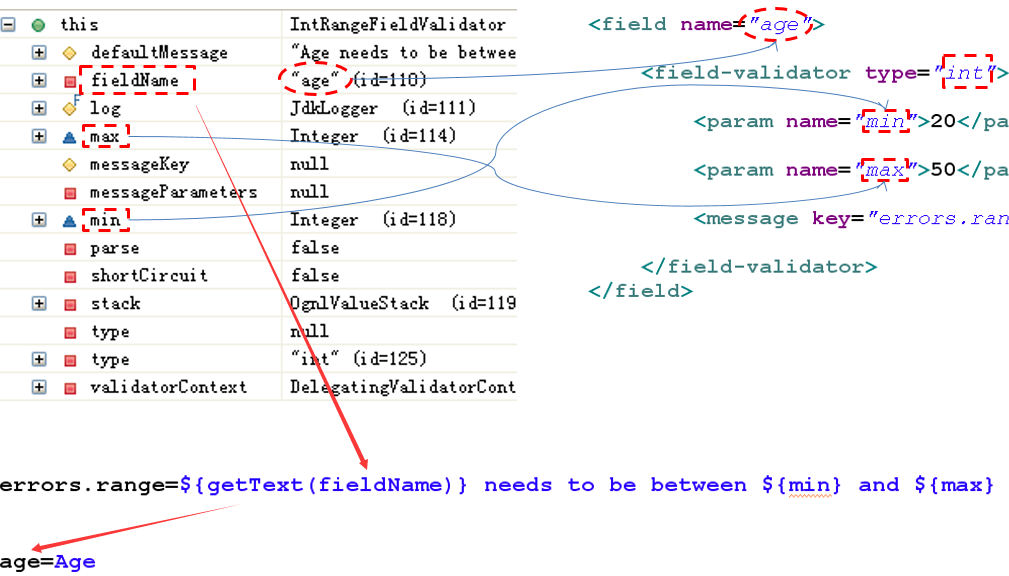 this IntRangeFieldValidator
defaultMessage "Age needs to be betwee
fieldName "age" (id=110)
log JdkLogger (id=111)
max Integer (id=114)
messageKey null
messageParameters null
min Integer (id=118)
parse false
shortCircuit false
stack OgnlValueStack (id=119
type null
type "int" (id=125)
validatorContext DelegatingValidatorCont
<field name="age">
<field-validator type="int">
<param name="min">20</pa
<param name="max">50</pa
<message key="errors.ran
</field-validator>
</field>
errors.range=${getText(fieldName)} needs to be between ${min} and ${max}
age=Age